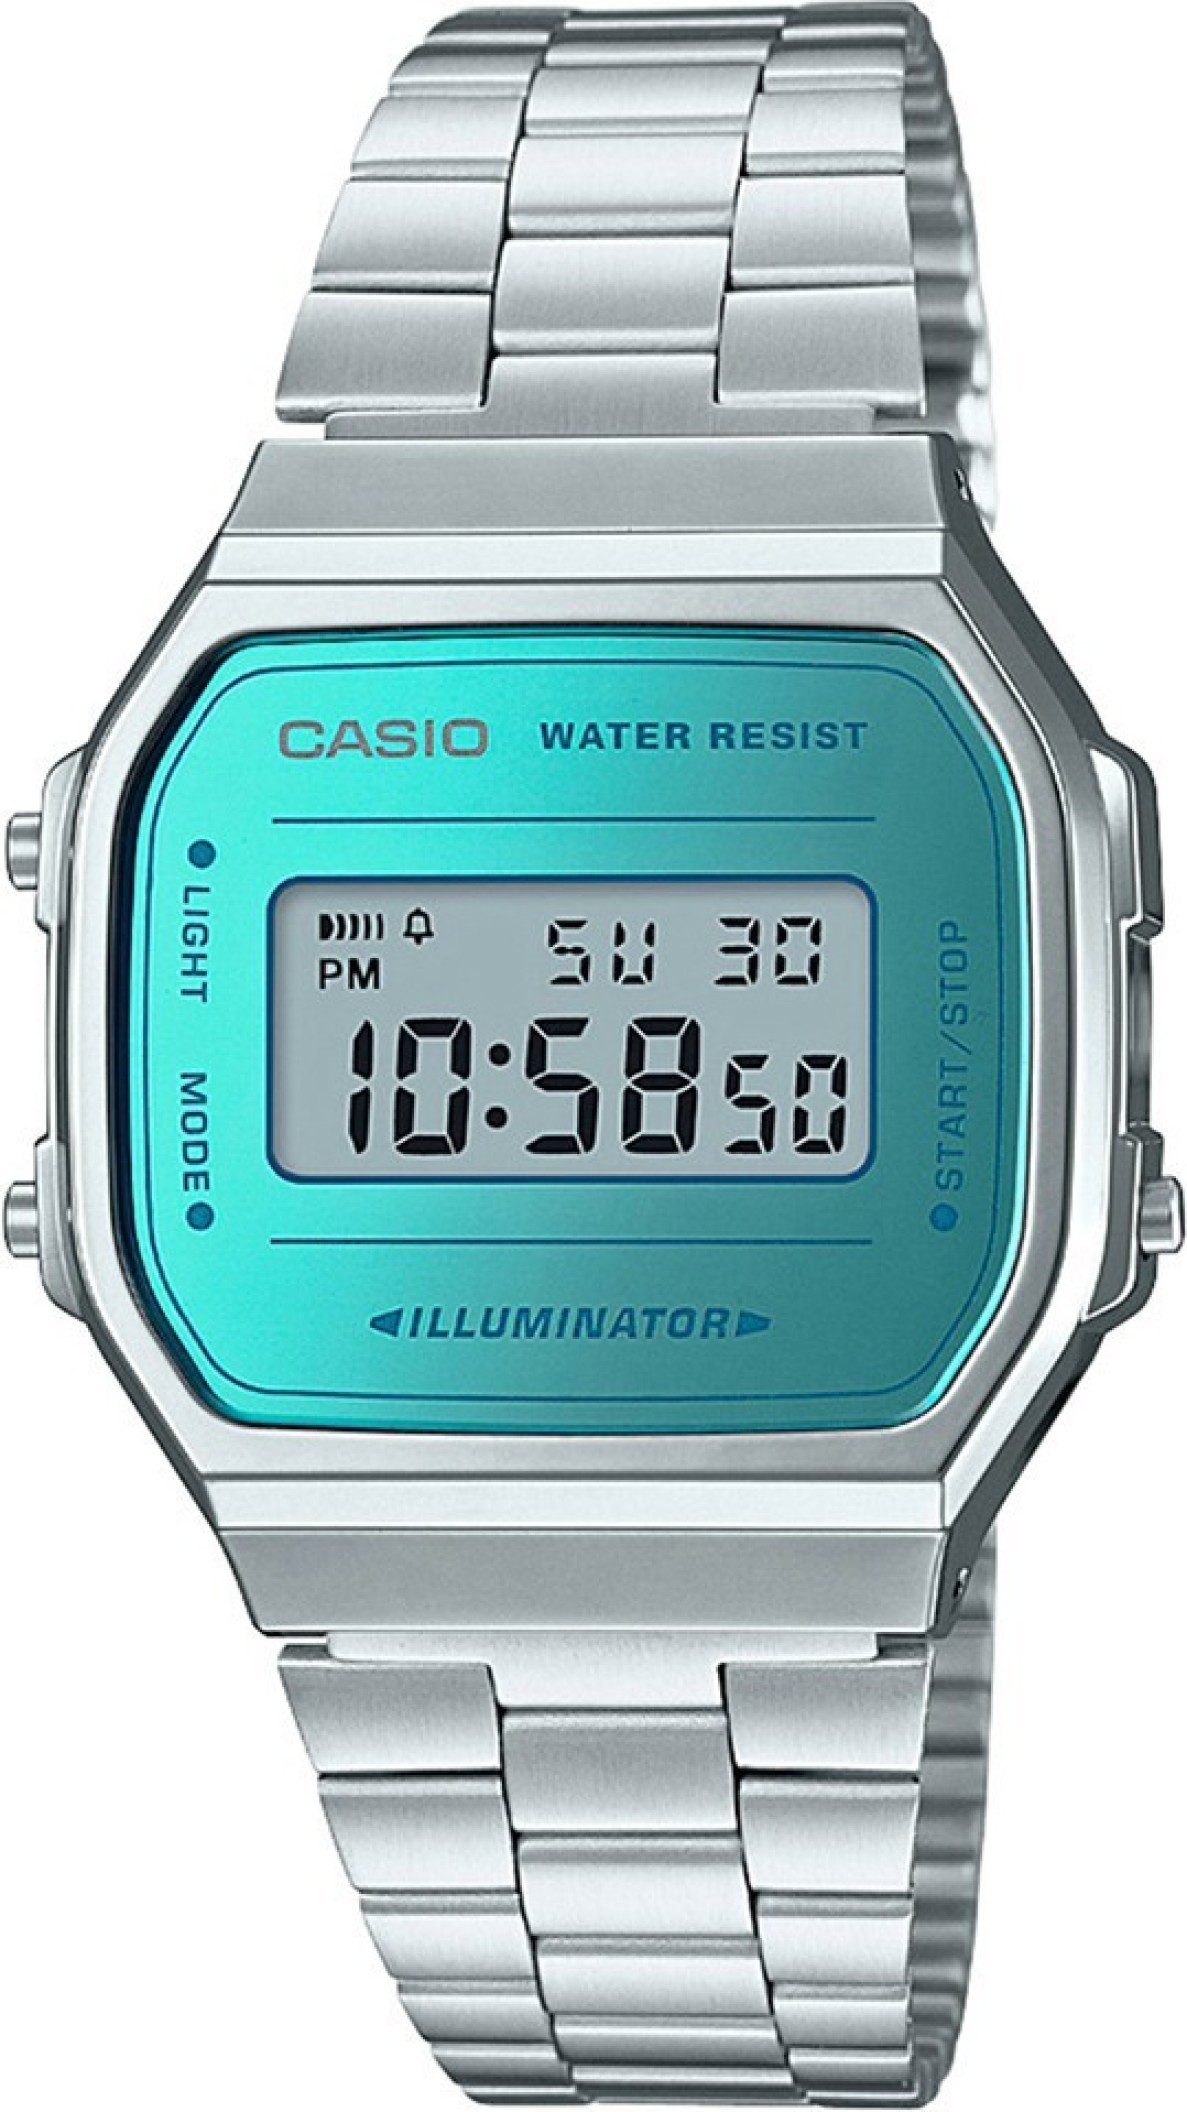 CASIO WATER RESIST
LIGHT
MODE
START/STOP
SU 30
PM
10:58 50
ILLUMINATOR